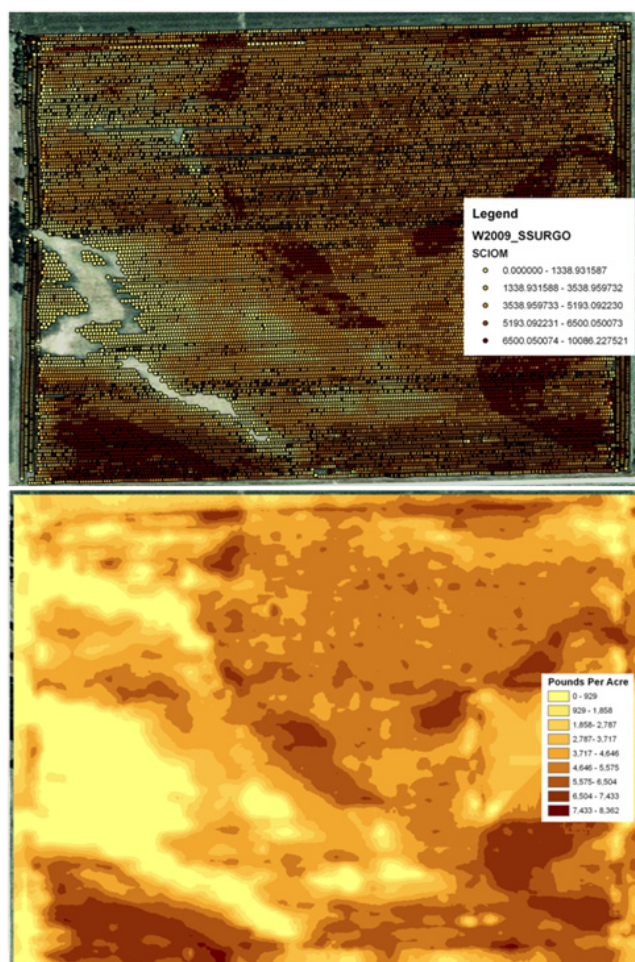 Legend
W2009_SSURGO
SCIOM
0.000000 - 1338.931587
1338.931588 - 3538.959732
3538.959733 - 5193.092230
5193.092231 - 6500.050073
6500.050074 - 10086.227521
Pounds Per Acre
0 - 929
929 - 1,858
1,858- 2,787
2,787- 3,717
3,717 - 4,646
4,646 - 5,575
5,575- 6,504
6,504 - 7,433
7,433 - 8,362